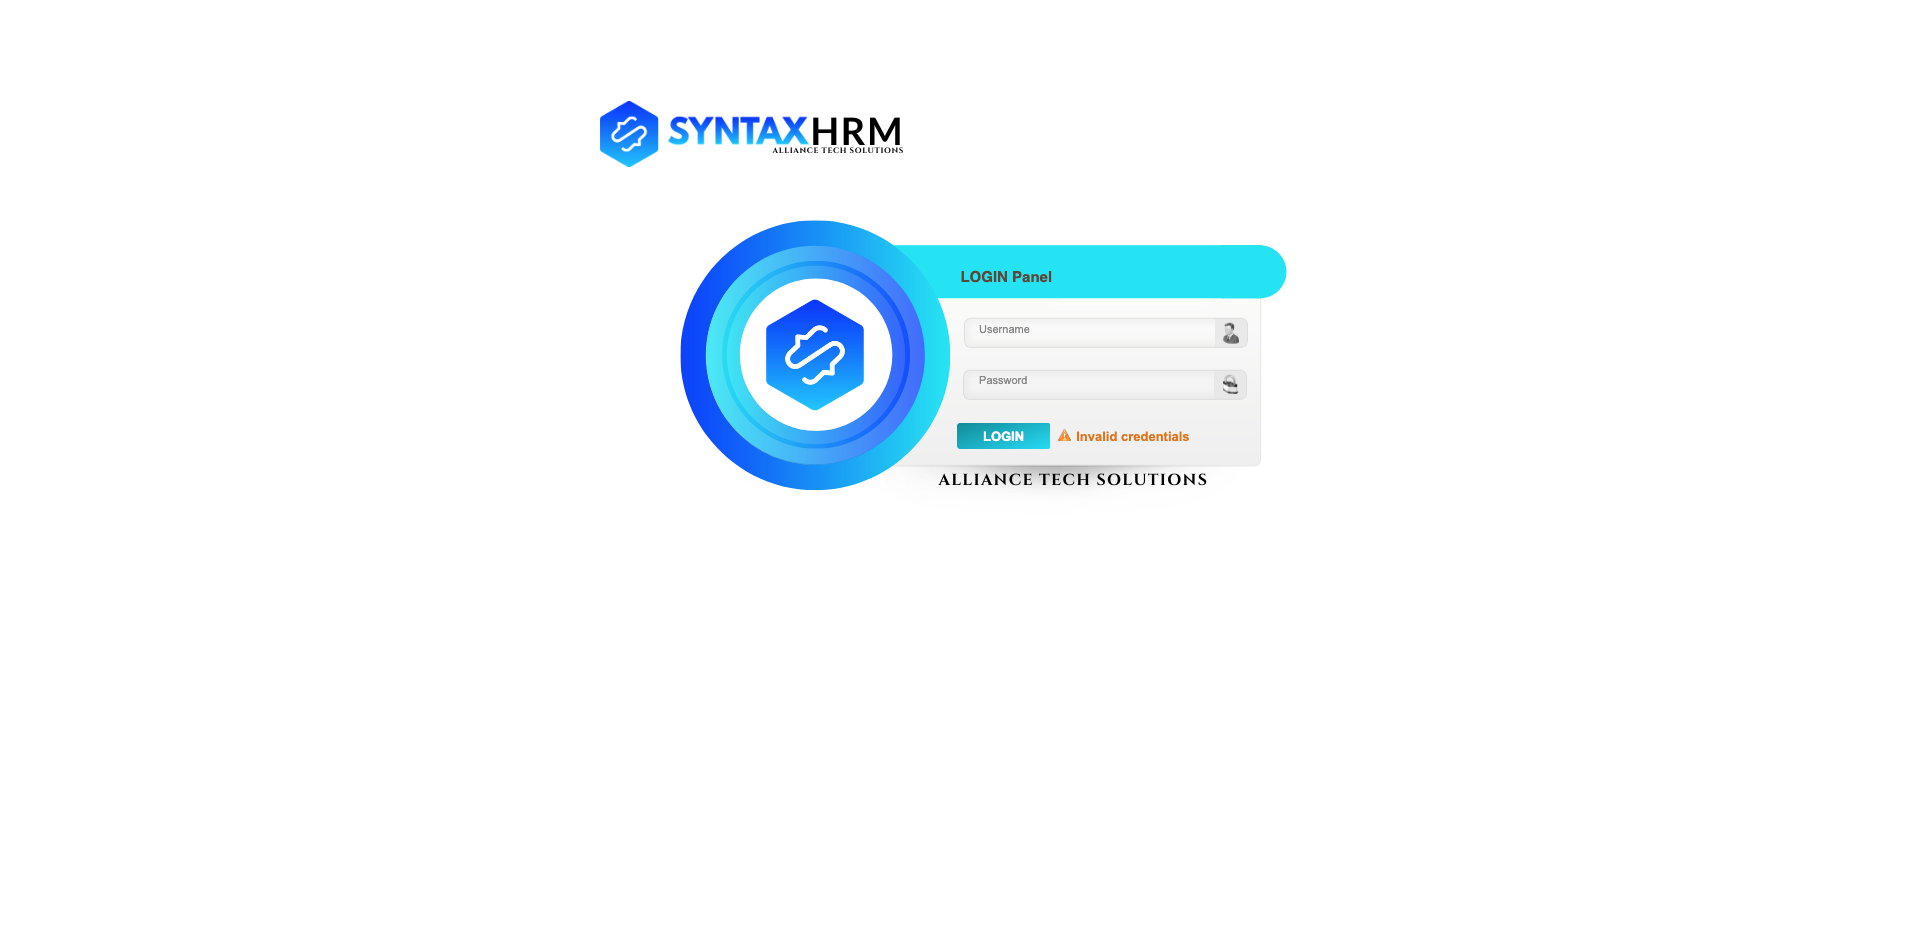 SYNTAXHRM
ALLIANCE TECH SOLUTIONS
LOGIN Panel
Username
Password
LOGIN
Invalid credentials
ALLIANCE TECH SOLUTIONS